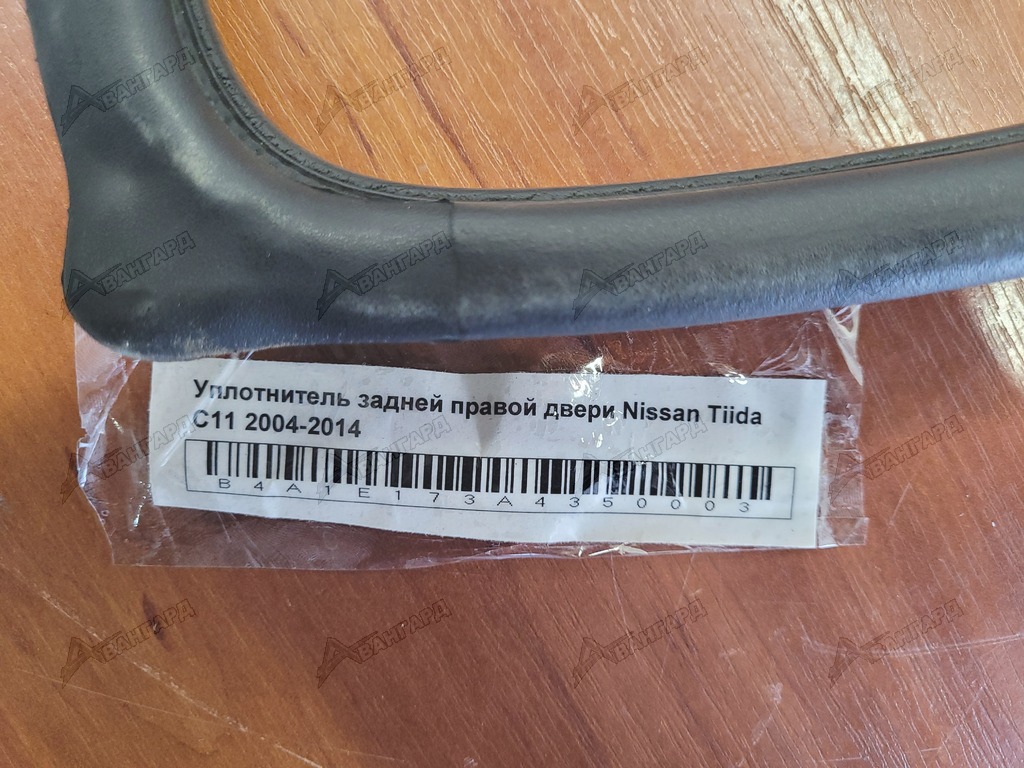 Уплотнитель задней правой двери Nissan Tiida
C11 2004-2014
B4A1E173A4350003
АВАНГАРД